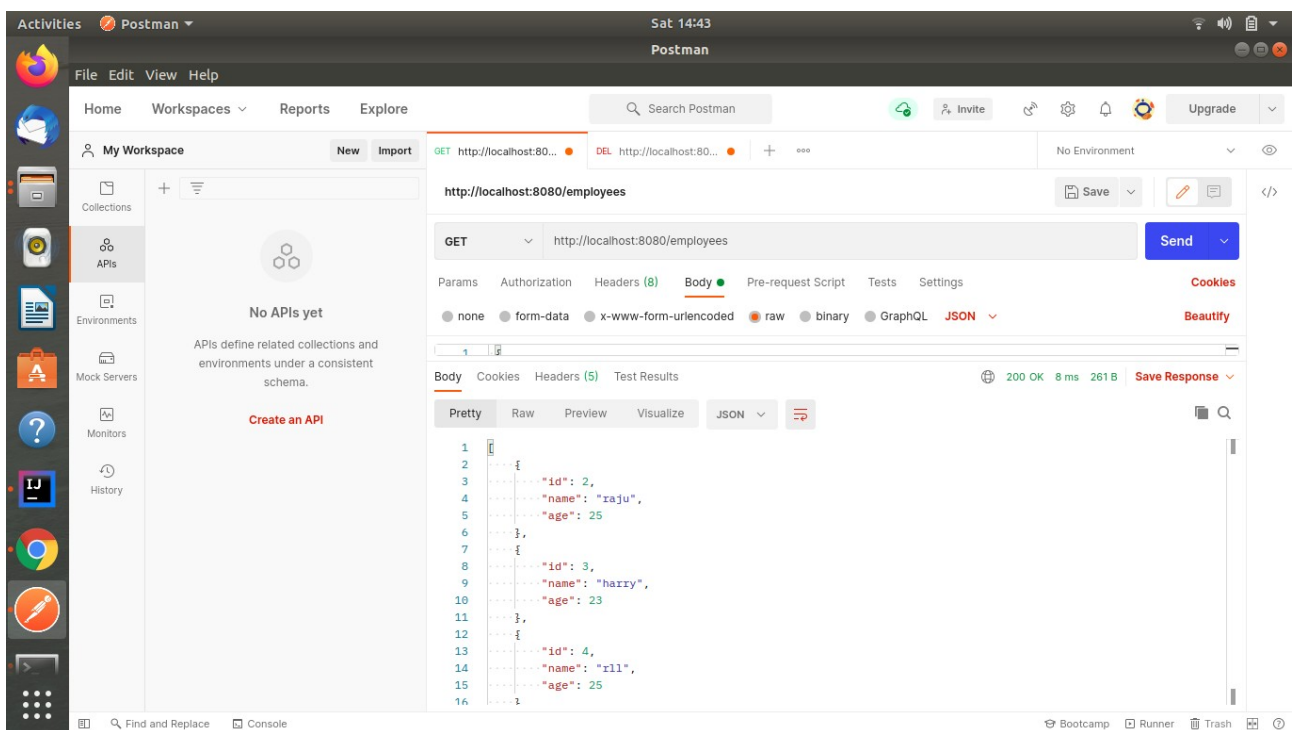 Activities Postman Sat 14:43
Postman
File Edit View Help
Home Workspaces Reports Explore Search Postman Invite Upgrade
My Workspace New Import GET http://localhost:80... DEL http://localhost:80... + ooo No Environment
Collections
http://localhost:8080/employees Save </>
APIs
GET http://localhost:8080/employees Send
Params Authorization Headers (8) Body Pre-request Script Tests Settings Cookies
Environments
No APIs yet
none form-data x-www-form-urlencoded raw binary GraphQL JSON Beautify
APIs define related collections and
environments under a consistent
schema.
Create an API
Mock Servers
Monitors
History
1 {
Body Cookies Headers (5) Test Results 200 OK 8 ms 261 B Save Response
Pretty Raw Preview Visualize JSON
1 [
2 {
3 "id": 2,
4 "name": "raju",
5 "age": 25
6 },
7 {
8 "id": 3,
9 "name": "harry",
10 "age": 23
11 },
12 {
13 "id": 4,
14 "name": "rll",
15 "age": 25
16 }
Find and Replace Console Bootcamp Runner Trash